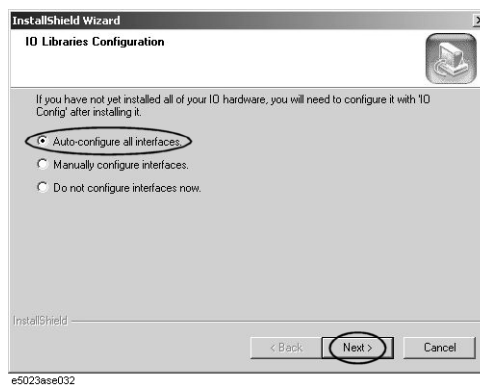 InstallShield Wizard
IO Libraries Configuration
If you have not yet installed all of your IO hardware, you will need to configure it with 'IO
Config' after installing it.
Auto-configure all interfaces.
Manually configure interfaces.
Do not configure interfaces now.
InstallShield
< Back
Next >
Cancel
e5023ase032